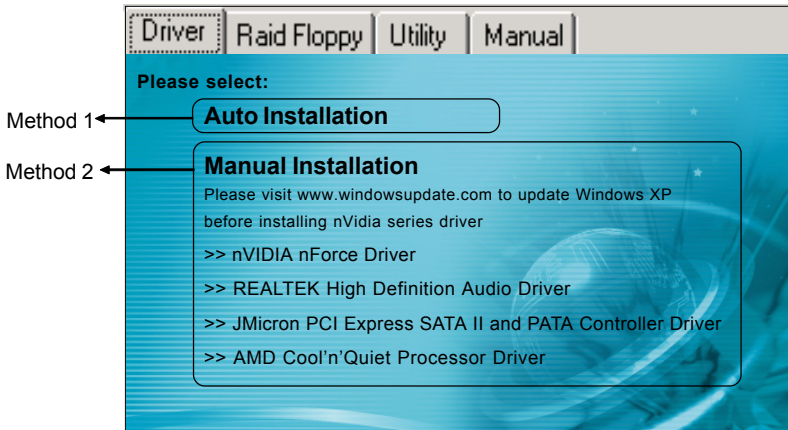 Driver Raid Floppy Utility Manual
Please select:
Method 1 Auto Installation
Method 2 Manual Installation
Please visit www.windowsupdate.com to update Windows XP
before installing nVidia series driver
>> nVIDIA nForce Driver
>> REALTEK High Definition Audio Driver
>> JMicron PCI Express SATA II and PATA Controller Driver
>> AMD Cool’n’Quiet Processor Driver